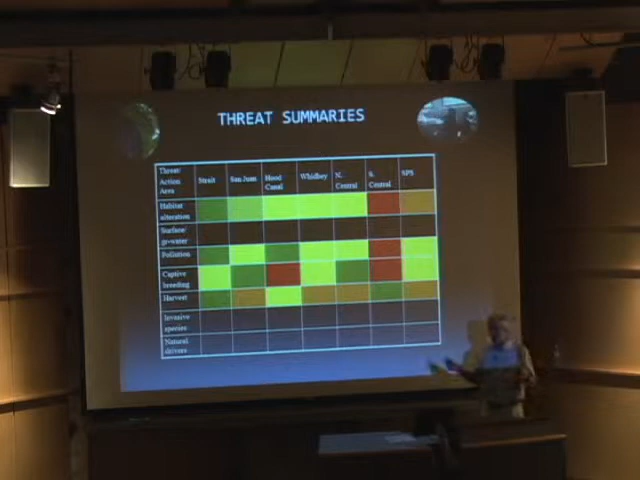 THREAT SUMMARIES
Threat/ Action Area
Strait
San Juan
Hood Canal
Whidbey
N. Central
S. Central
SPS
Habitat alteration
Surface/ gr-water
Pollution
Captive breeding
Harvest
Invasive species
Natural drivers